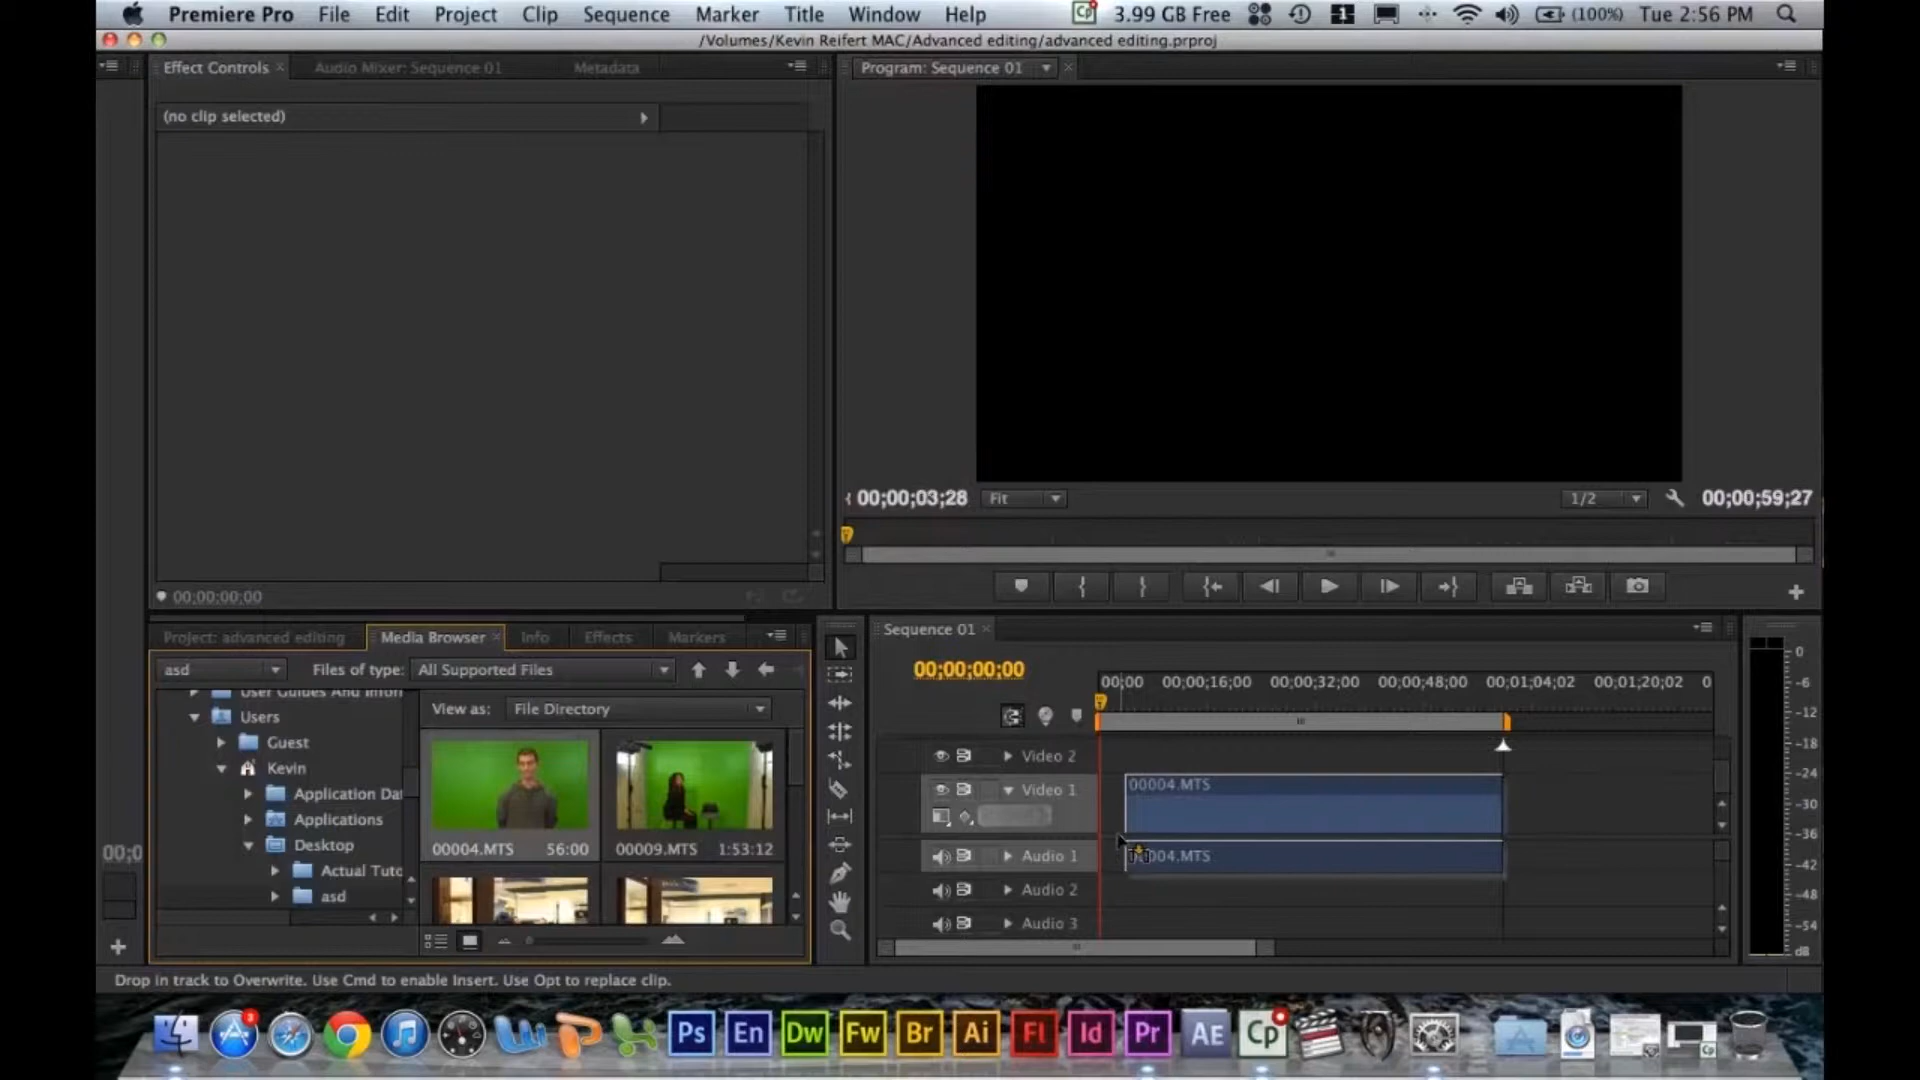 Premiere Pro File Edit Project Clip Sequence Marker Title Window Help 3.99 GB Free 1 (100%) Tue 2:56 PM
/Volumes/Kevin Reifert MAC/Advanced editing/advanced editing.prproj
Effect Controls Audio Mixer: Sequence 01 Metadata
Program: Sequence 01
(no clip selected)
00;00;03;28 Fit 1/2 00;00;59;27
00;00;00;00
Project: advanced editing Media Browser Info Effects Markers
asd Files of type: All Supported Files
User Guides And Infor
Users
Guest
Kevin
Application Da
Applications
Desktop
Actual Tuto
asd
View as: File Directory
00004.MTS 56:00 00009.MTS 1:53:12
00;0
Sequence 01
00;00;00;00
00;00 00;00;16;00 00;00;32;00 00;00;48;00 00;01;04;02 00;01;20;02 0
Video 2
Video 1 00004.MTS
Audio 1 004.MTS
Audio 2
Audio 3
0
-6
-12
-18
-24
-30
-36
-42
-48
-54
dB
Drop in track to Overwrite. Use Cmd to enable Insert. Use Opt to replace clip.
3 Ps En Dw Fw Br Ai Fl Id Pr AE Cp